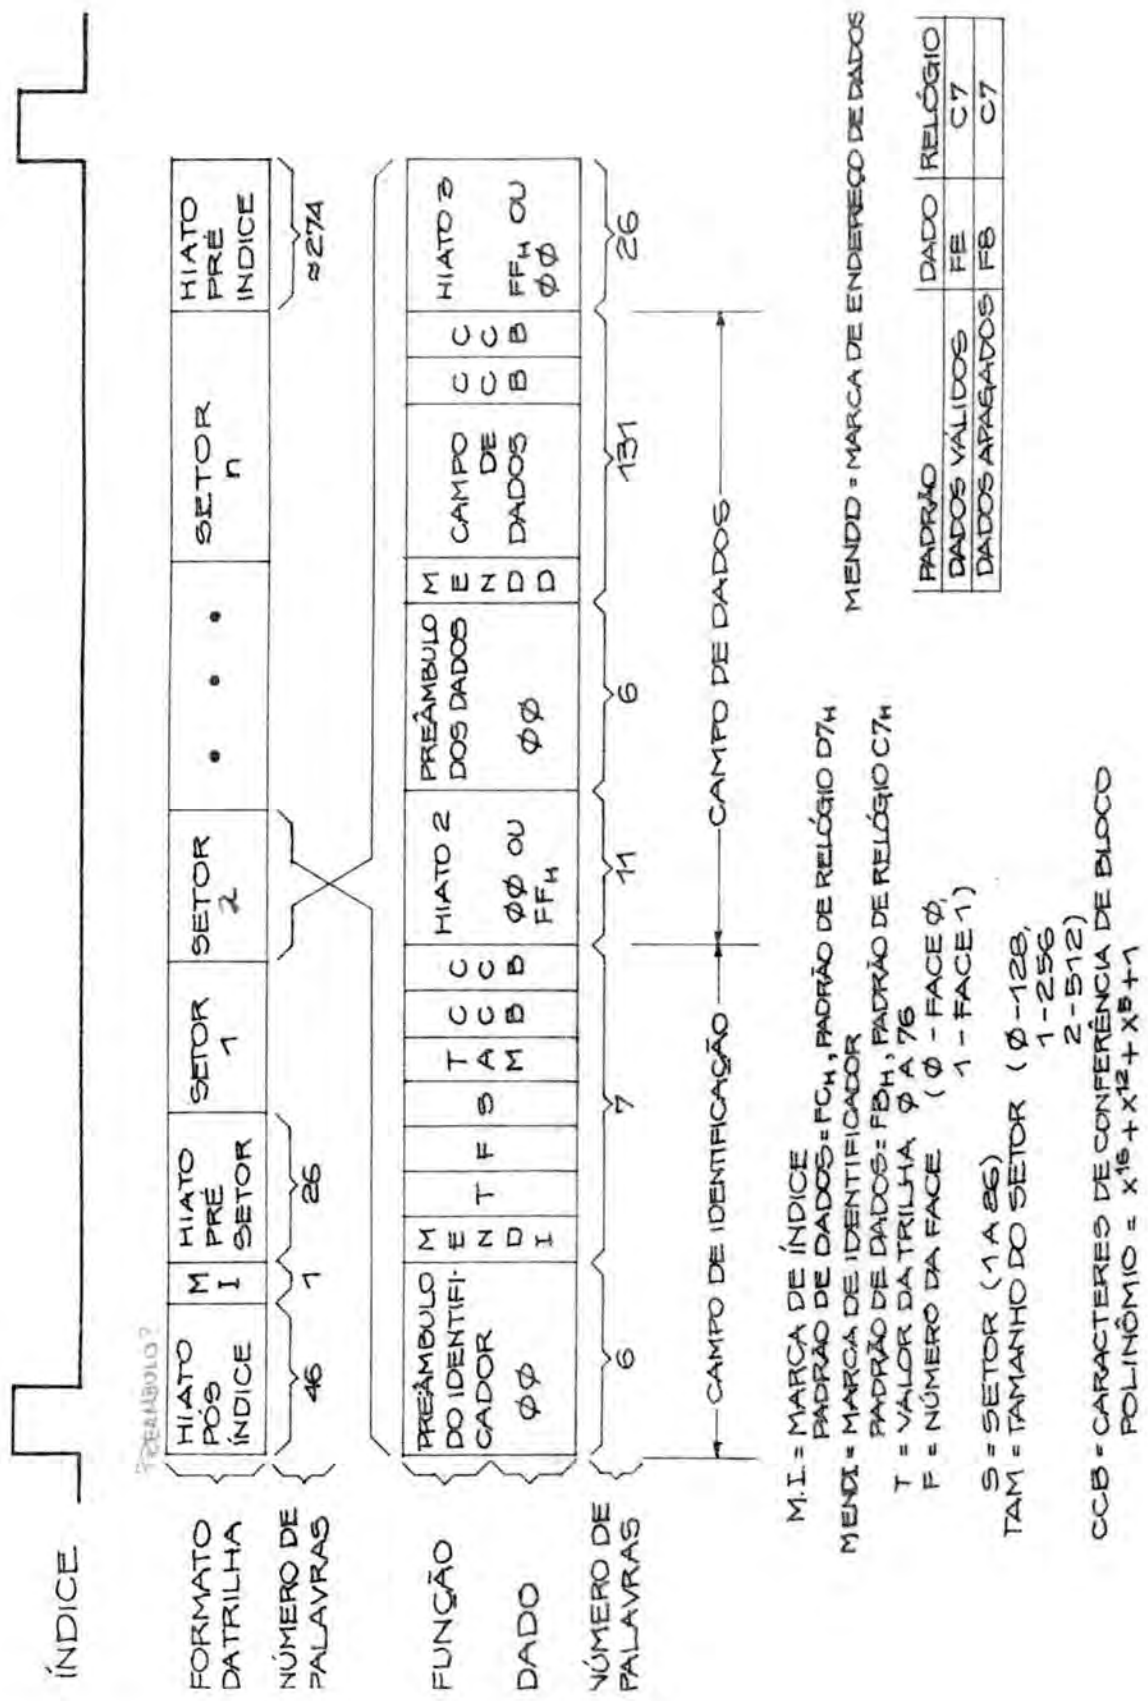 ÍNDICE
PREAMBULO?
FORMATO
DA TRILHA
HIATO
PÓS
ÍNDICE
M
I
HIATO
PRÉ
SETOR
SETOR
1
SETOR
2
• • •
SETOR
n
HIATO
PRÉ
INDICE
NÚMERO DE
PALAVRAS
46
1
26
≈274
FUNÇÃO
DADO
PREÂMBULO
DO IDENTIFI-
CADOR
ØØ
M
E
N
D
I
T
F
S
T
A
M
C
C
B
C
C
B
HIATO 2
ØØ OU
FFH
PREÂMBULO
DOS DADOS
ØØ
M
E
N
D
D
CAMPO
DE
DADOS
C
C
B
C
C
B
HIATO 3
FFH OU
ØØ
NÚMERO DE
PALAVRAS
6
7
11
6
131
26
CAMPO DE IDENTIFICAÇÃO
CAMPO DE DADOS
M.I. = MARCA DE ÍNDICE
PADRÃO DE DADOS = FCH, PADRÃO DE RELÓGIO D7H
MENDI = MARCA DE IDENTIFICADOR
PADRÃO DE DADOS = FBH, PADRÃO DE RELÓGIO C7H
T = VALOR DA TRILHA Ø A 76
F = NÚMERO DA FACE (Ø - FACE Ø,
1 - FACE 1)
S = SETOR (1 A 26)
TAM = TAMANHO DO SETOR (Ø - 128,
1 - 256
2 - 512)
CCB = CARACTERES DE CONFERÊNCIA DE BLOCO
POLINÔMIO = X16 + X12 + X5 + 1
MENDD = MARCA DE ENDEREÇO DE DADOS
PADRÃO DADO RELÓGIO
DADOS VÁLIDOS FE C7
DADOS APAGADOS F8 C7